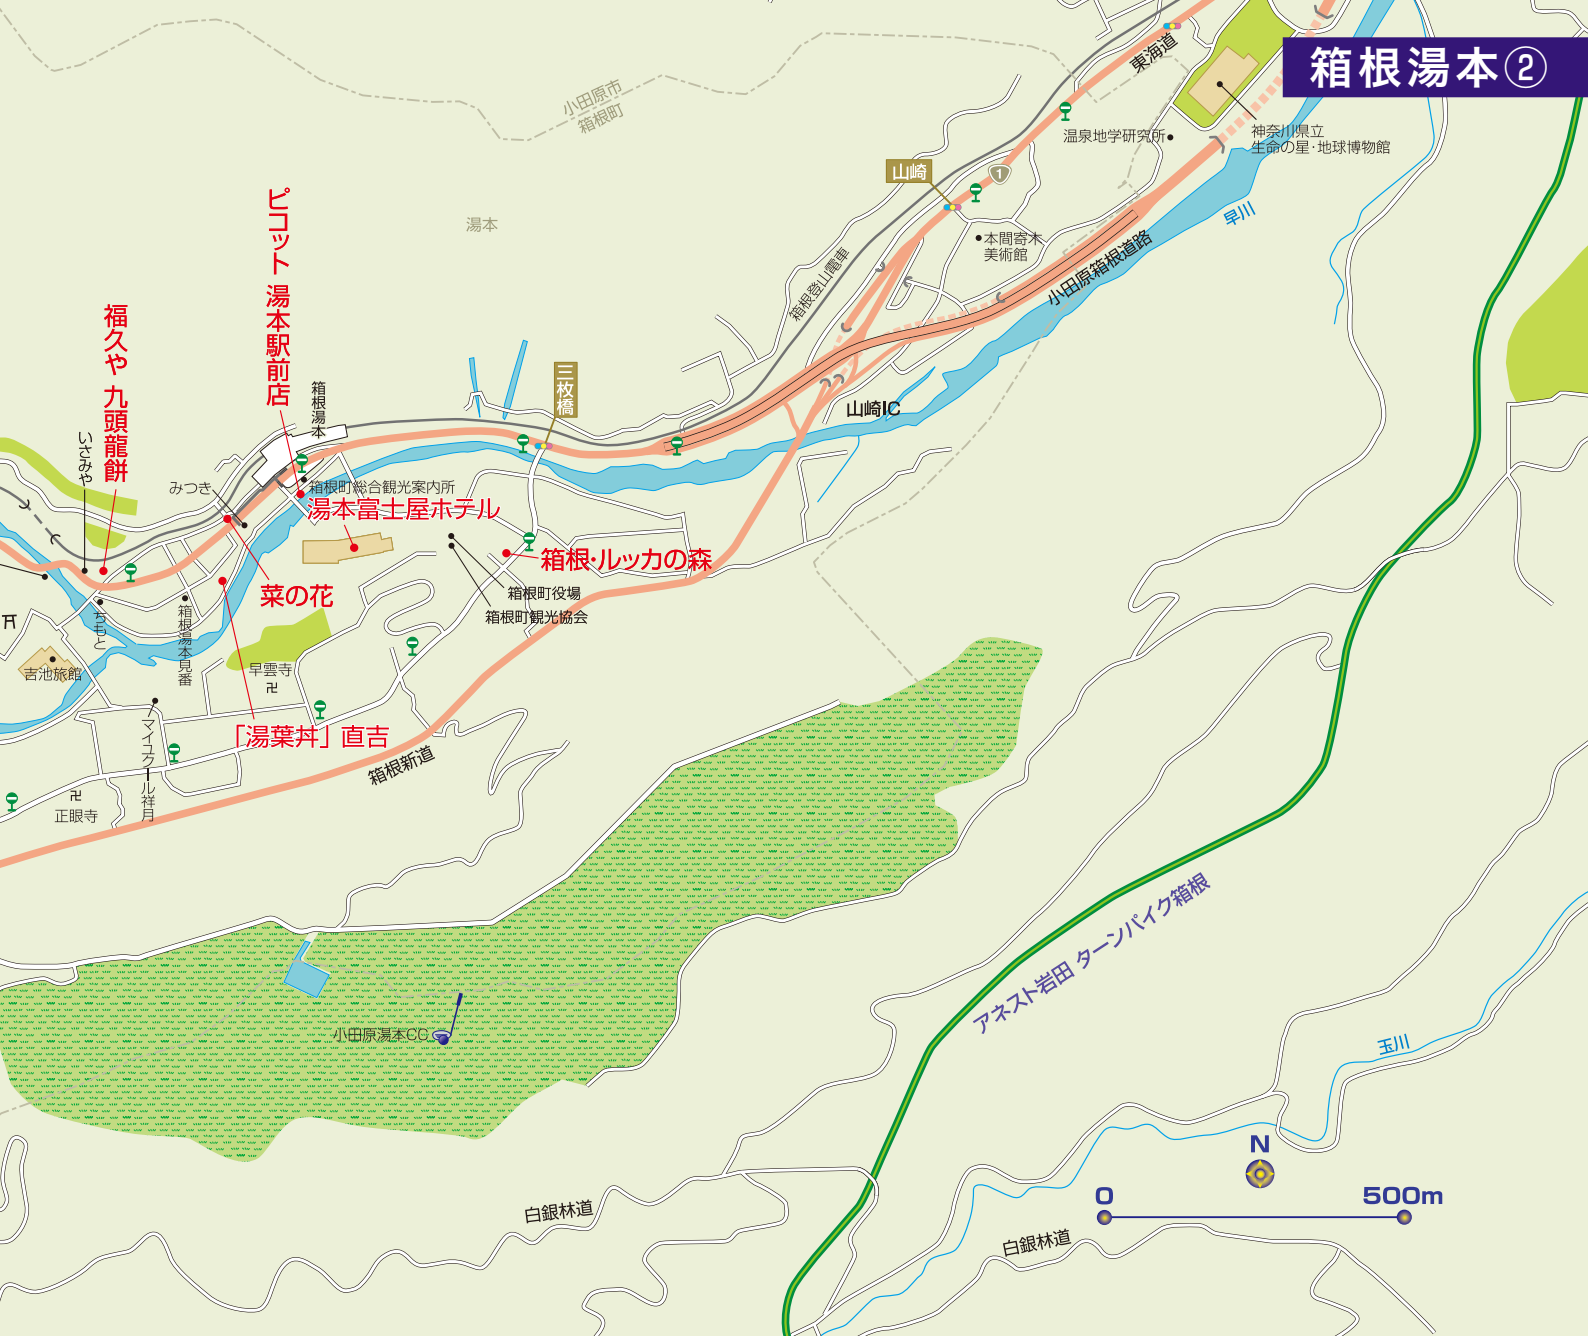 箱根湯本②
東海道
小田原市
箱根町
温泉地学研究所
神奈川県立
生命の星・地球博物館
山崎
1
早川
湯本
本間寄木
美術館
箱根登山電車
小田原箱根道路
ピコット 湯本駅前店
福久や 九頭龍餅
箱根湯本
三枚橋
山崎IC
いさみや
みつき
箱根町総合観光案内所
湯本富士屋ホテル
箱根・ルッカの森
菜の花
箱根町役場
箱根町観光協会
ちもと
箱根湯本見番
吉池旅館
早雲寺
卍
マイユクール祥月
「湯葉丼」直吉
箱根新道
卍
正眼寺
アネスト岩田 ターンパイク箱根
小田原湯本CC
玉川
N
0
500m
白銀林道
白銀林道